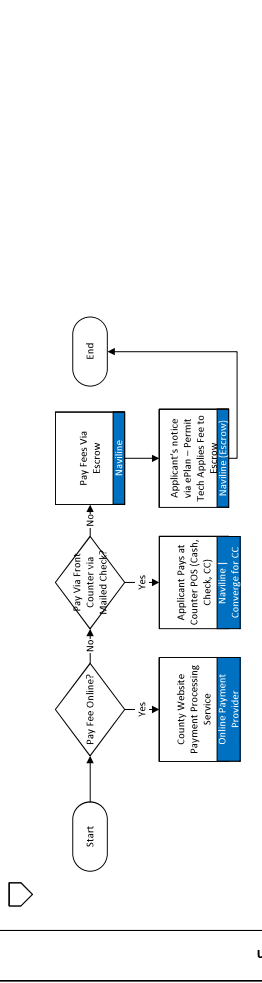 Start
Pay Fee Online?
No
Pay Via Front
Counter via
Mailed Check?
No
Pay Fees Via
Escrow
Naviline
End
Yes
County Website
Payment Processing
Service
Online Payment
Provider
Yes
Applicant Pays at
Counter POS (Cash,
Check, CC)
Naviline |
Converge for CC
Applicant's notice
via ePlan – Permit
Tech Applies Fee to
Escrow
Naviline (Escrow)